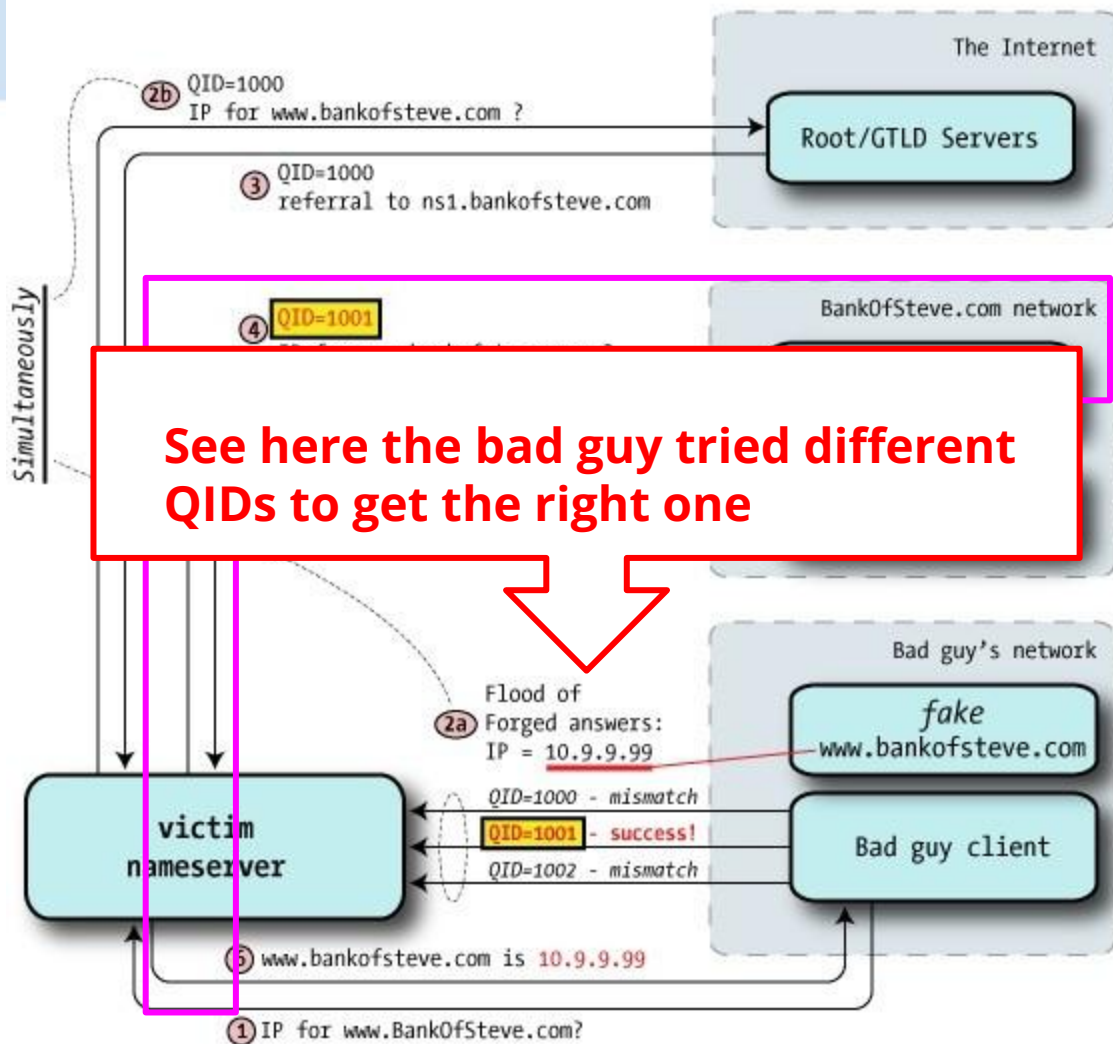 The Internet
2b QID=1000
IP for www.bankofsteve.com ?
Root/GTLD Servers
3 QID=1000
referral to ns1.bankofsteve.com
Simultaneously
BankOfSteve.com network
4 QID=1001
See here the bad guy tried different
QIDs to get the right one
Bad guy's network
Flood of
2a Forged answers:
IP = 10.9.9.99
fake
www.bankofsteve.com
QID=1000 - mismatch
QID=1001 - success!
QID=1002 - mismatch
victim
nameserver
Bad guy client
www.bankofsteve.com is 10.9.9.99
1 IP for www.BankOfSteve.com?